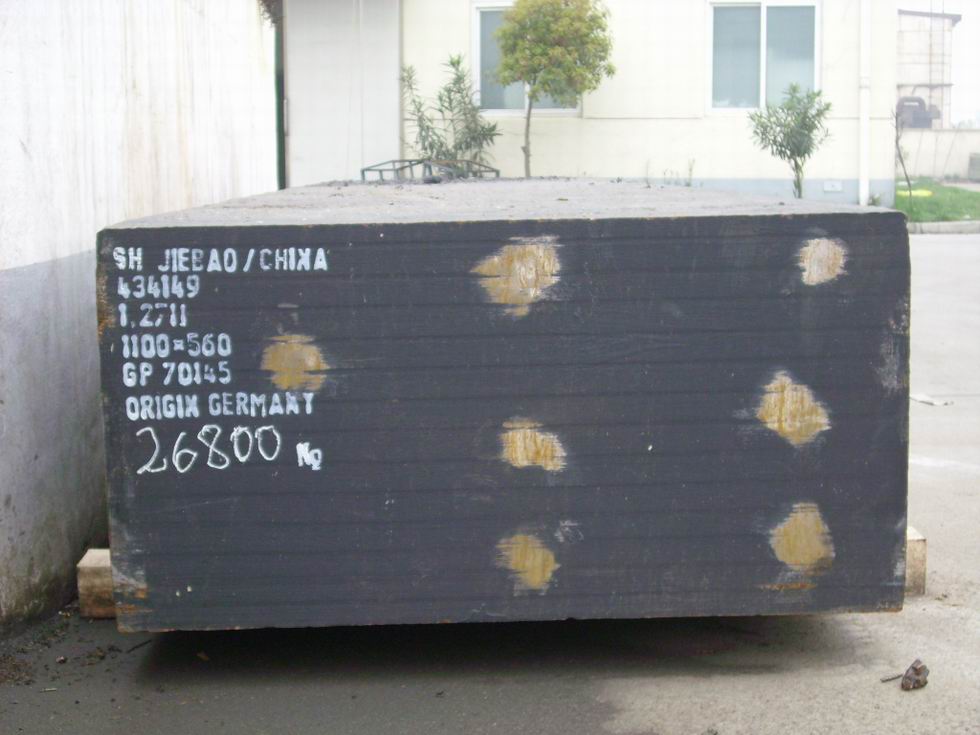 SH JIEBAO/CHINA
434149
1.2711
1100×560
GP 70145
ORIGIN GERMANY
26800 KG